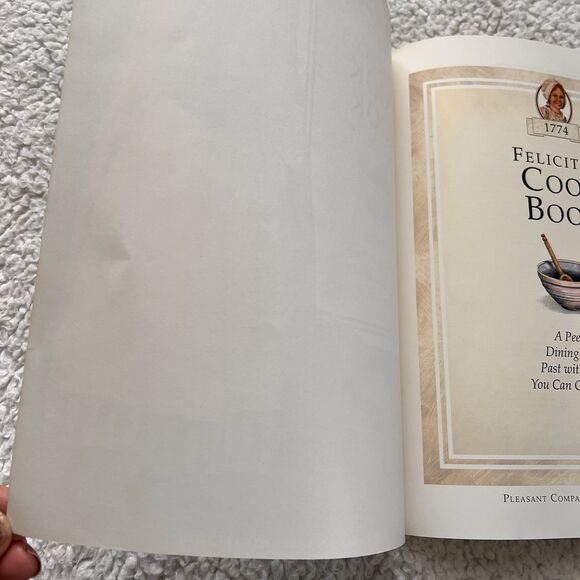 1774
FELICIT
COO
BOO
A Pee
Dining
Past wit
You Can C
PLEASANT COMPA